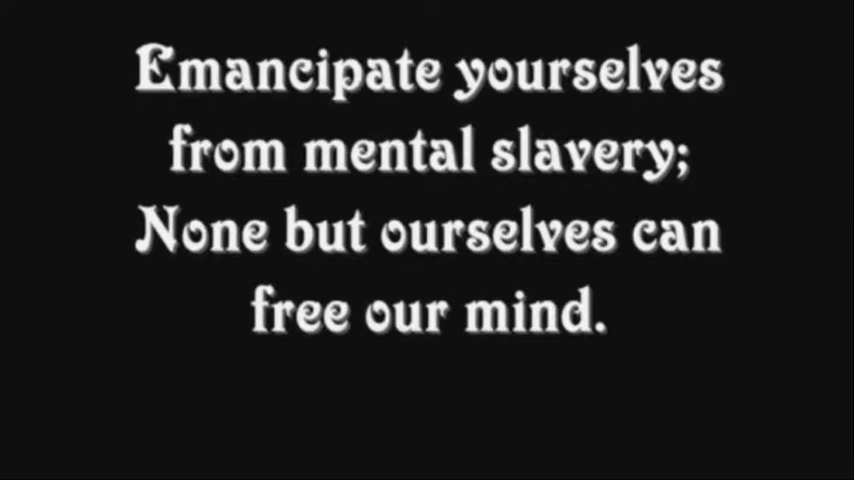 Emancipate yourselves
from mental slavery;
None but ourselves can
free our mind.